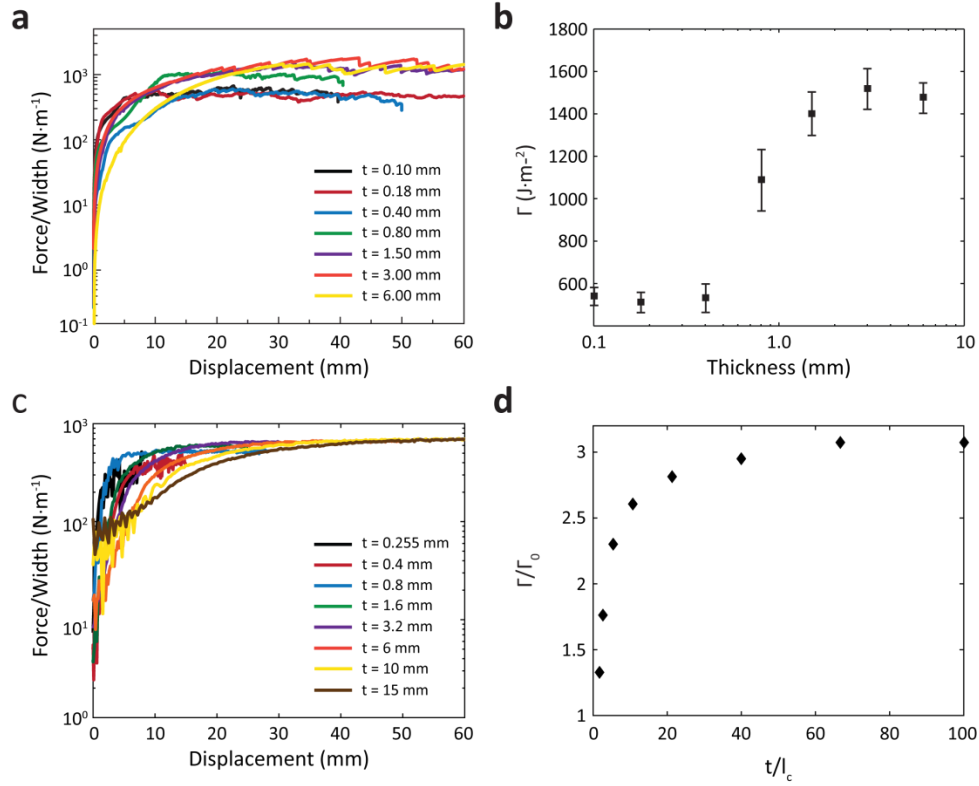 a
Force/Width (N·m⁻¹)
10³
10²
10¹
10⁰
10⁻¹
t = 0.10 mm
t = 0.18 mm
t = 0.40 mm
t = 0.80 mm
t = 1.50 mm
t = 3.00 mm
t = 6.00 mm
0 10 20 30 40 50 60
Displacement (mm)
b
Γ (J·m-²)
1800
1600
1400
1200
1000
800
600
0.1 1.0 10
Thickness (mm)
c
Force/Width (N·m⁻¹)
10³
10²
10¹
10⁰
t = 0.255 mm
t = 0.4 mm
t = 0.8 mm
t = 1.6 mm
t = 3.2 mm
t = 6 mm
t = 10 mm
t = 15 mm
0 10 20 30 40 50 60
Displacement (mm)
d
Γ/Γ₀
3
2.5
2
1.5
1
0 20 40 60 80 100
t/l_c